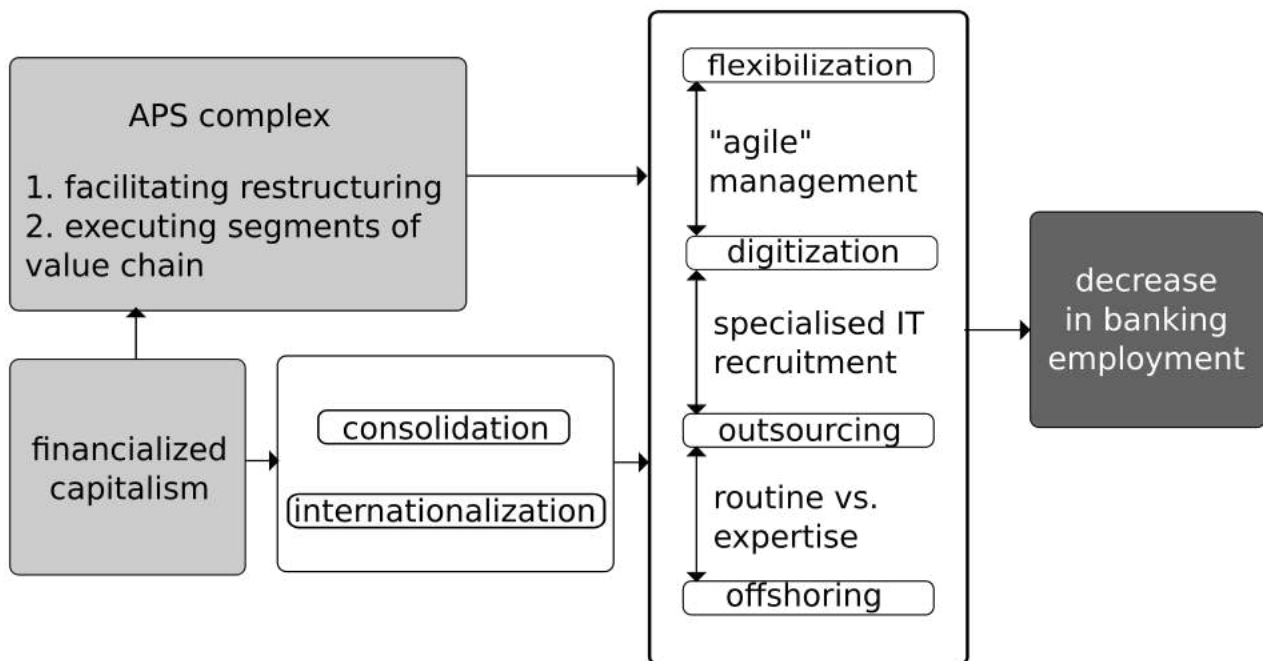 APS complex
1. facilitating restructuring
2. executing segments of
value chain
financialized
capitalism
consolidation
internationalization
flexibilization
"agile"
management
digitization
specialised IT
recruitment
outsourcing
routine vs.
expertise
offshoring
decrease
in banking
employment